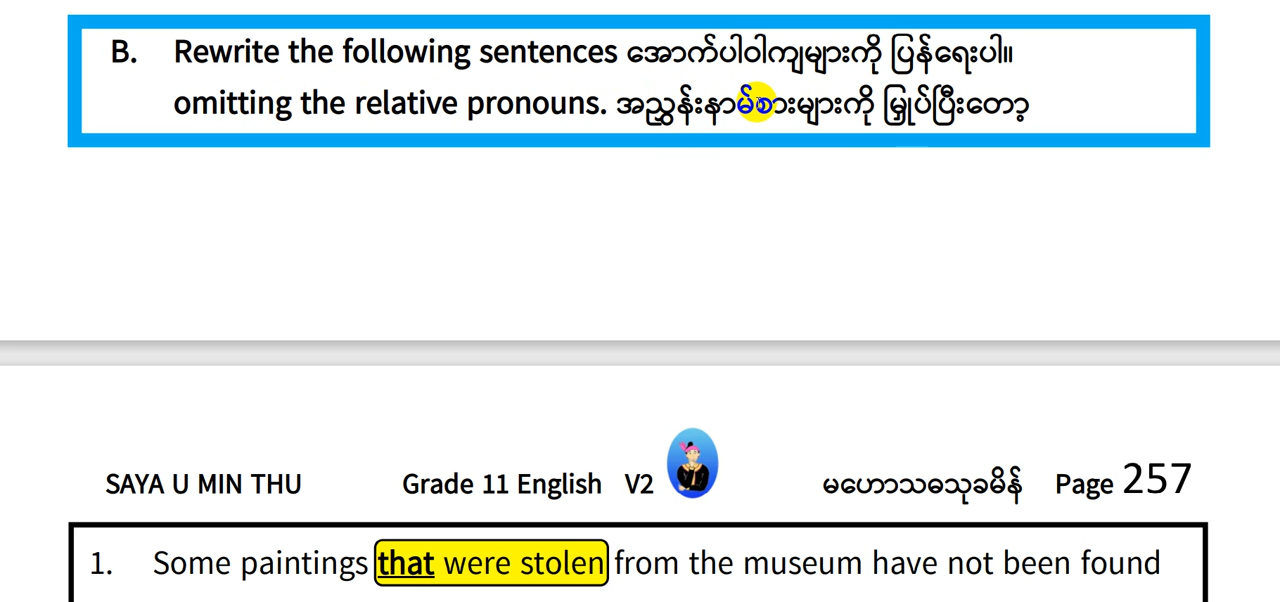 B. Rewrite the following sentences အောက်ပါဝါကျများကို ပြန်ရေးပါ။
omitting the relative pronouns. အညွှန်းနာမ်စားများကို မြှုပ်ပြီးတော့
SAYA U MIN THU Grade 11 English V2 မဟောသဓသုခမိန် Page 257
1. Some paintings that were stolen from the museum have not been found